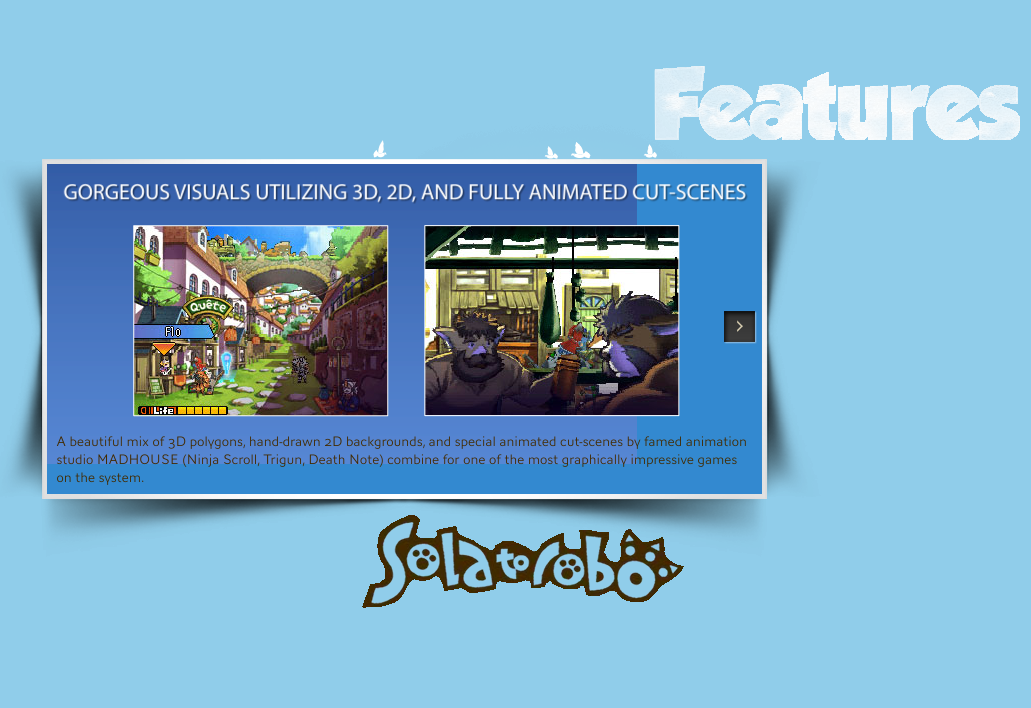 Features
GORGEOUS VISUALS UTILIZING 3D, 2D, AND FULLY ANIMATED CUT-SCENES
Quête
Flo
Life
A beautiful mix of 3D polygons, hand-drawn 2D backgrounds, and special animated cut-scenes by famed animation
studio MADHOUSE (Ninja Scroll, Trigun, Death Note) combine for one of the most graphically impressive games
on the system.
Solatorobo